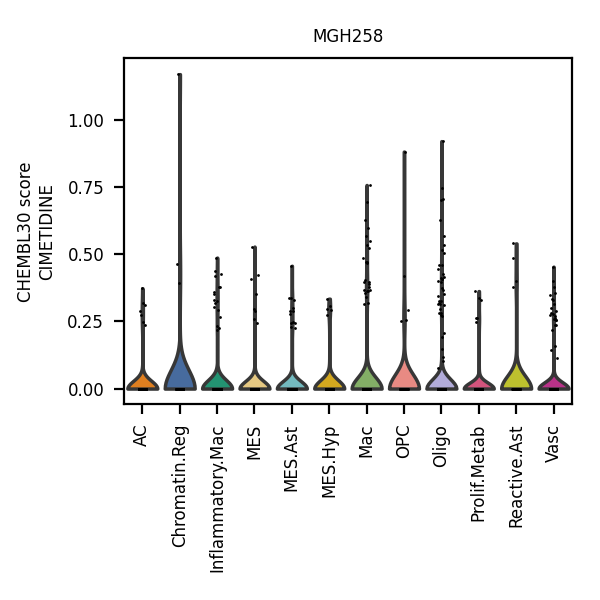 MGH258
CHEMBL30 score
CIMETIDINE
1.00
0.75
0.50
0.25
0.00
AC
Chromatin.Reg
Inflammatory.Mac
MES
MES.Ast
MES.Hyp
Mac
OPC
Oligo
Prolif.Metab
Reactive.Ast
Vasc